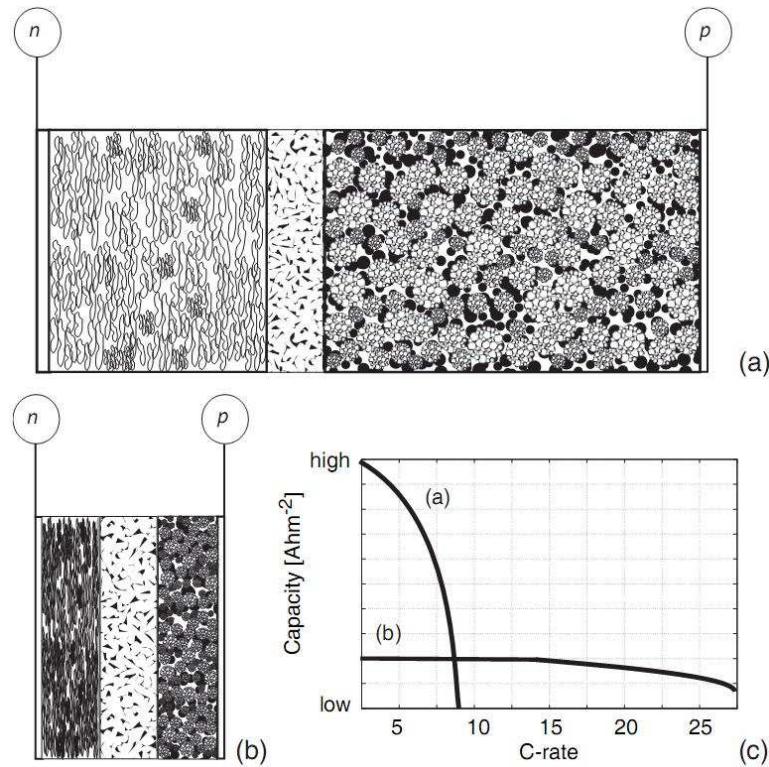 n
p
(a)
n
p
(b)
high
low
Capacity [Ahm⁻²]
(a)
(b)
5
10
15
20
25
C-rate
(c)